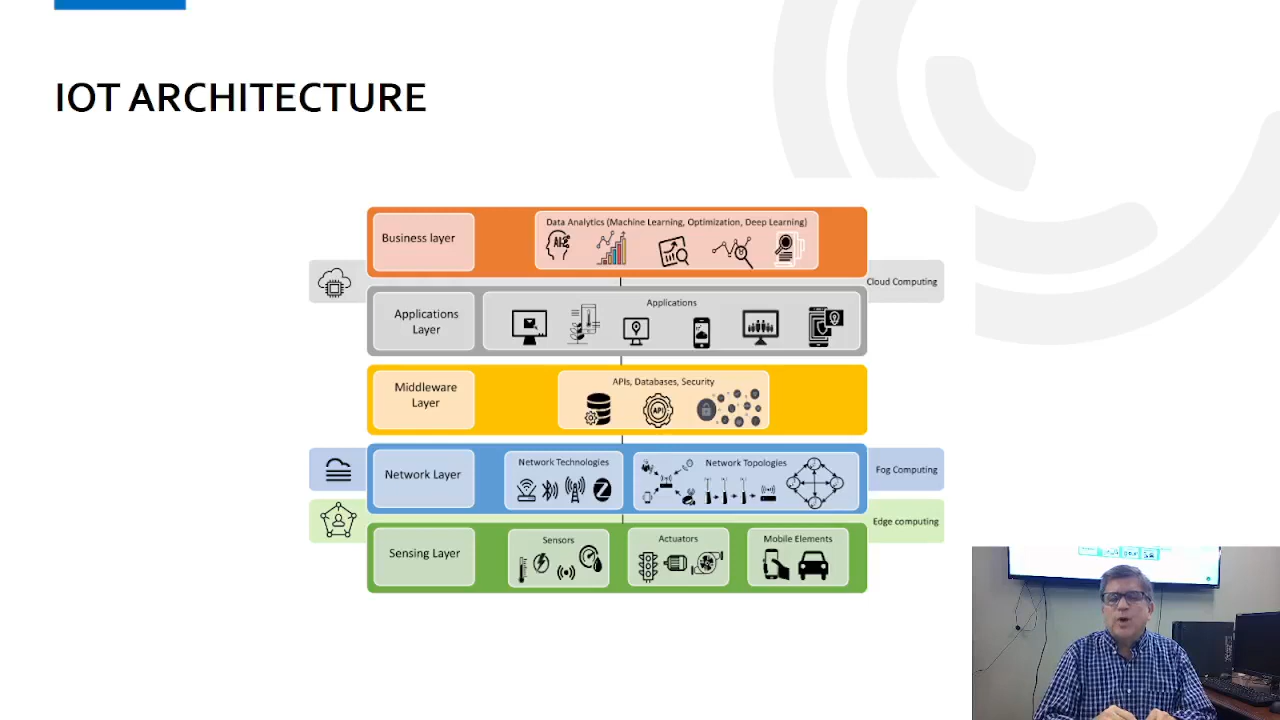 IOT ARCHITECTURE
Business layer
Data Analytics (Machine Learning, Optimization, Deep Learning)
Cloud Computing
Applications
Layer
Applications
Middleware
Layer
APIs, Databases, Security
API
Network Layer
Network Technologies
Network Topologies
Fog Computing
Edge computing
Sensing Layer
Sensors
Actuators
Mobile Elements